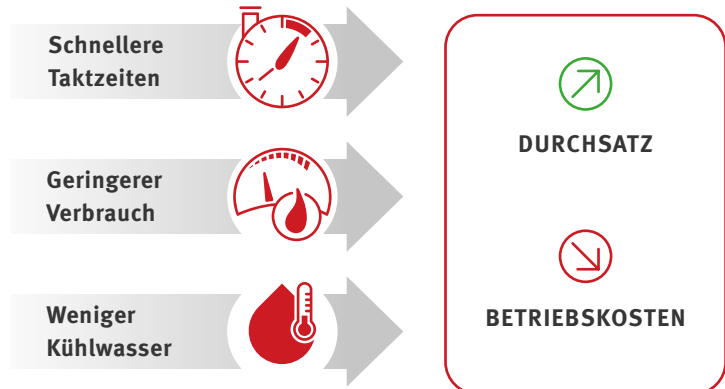 Schnellere
Taktzeiten
Geringerer
Verbrauch
Weniger
Kühlwasser
DURCHSATZ
BETRIEBSKOSTEN